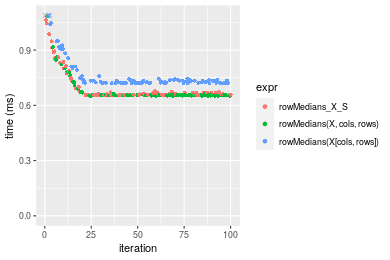 0.9
0.6
0.3
0.0
time (ms)
0
25
50
75
100
iteration
expr
rowMedians_X_S
rowMedians(X, cols, rows)
rowMedians(X[cols, rows])